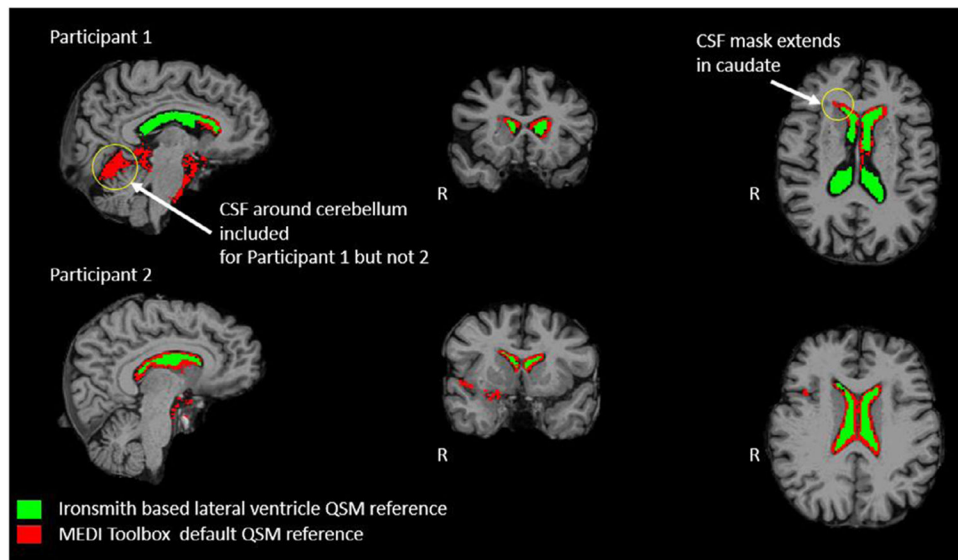 Participant 1
CSF mask extends
in caudate
R
R
CSF around cerebellum
included
for Participant 1 but not 2
Participant 2
R
R
Ironsmith based lateral ventricle QSM reference
MEDI Toolbox  default QSM reference